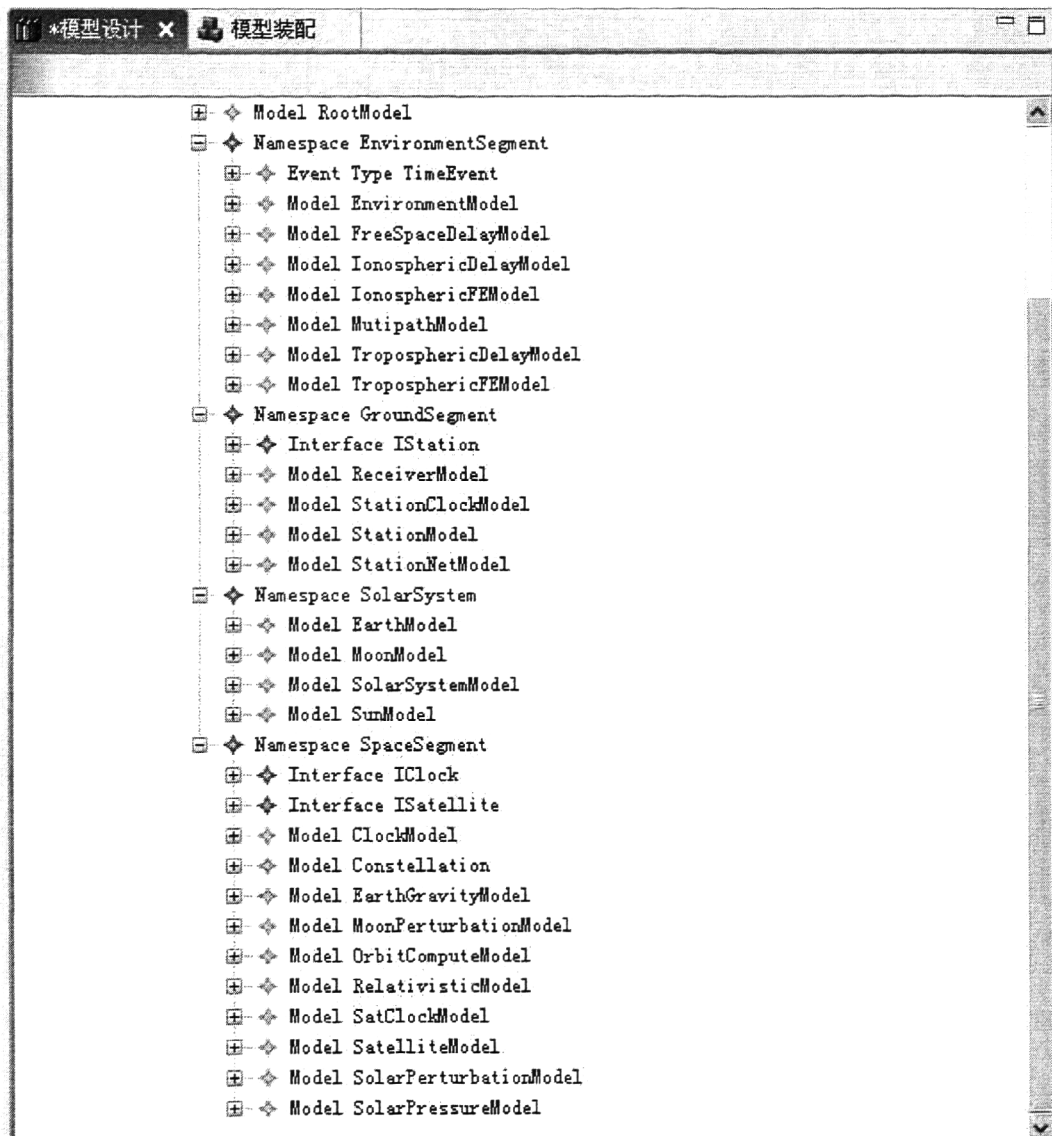 *模型设计 模型装配
Model RootModel
Namespace EnvironmentSegment
Event Type TimeEvent
Model EnvironmentModel
Model FreeSpaceDelayModel
Model IonosphericDelayModel
Model IonosphericFEModel
Model MutipathModel
Model TroposphericDelayModel
Model TroposphericFEModel
Namespace GroundSegment
Interface IStation
Model ReceiverModel
Model StationClockModel
Model StationModel
Model StationNetModel
Namespace SolarSystem
Model EarthModel
Model MoonModel
Model SolarSystemModel
Model SunModel
Namespace SpaceSegment
Interface IClock
Interface ISatellite
Model ClockModel
Model Constellation
Model EarthGravityModel
Model MoonPerturbationModel
Model OrbitComputeModel
Model RelativisticModel
Model SatClockModel
Model SatelliteModel
Model SolarPerturbationModel
Model SolarPressureModel